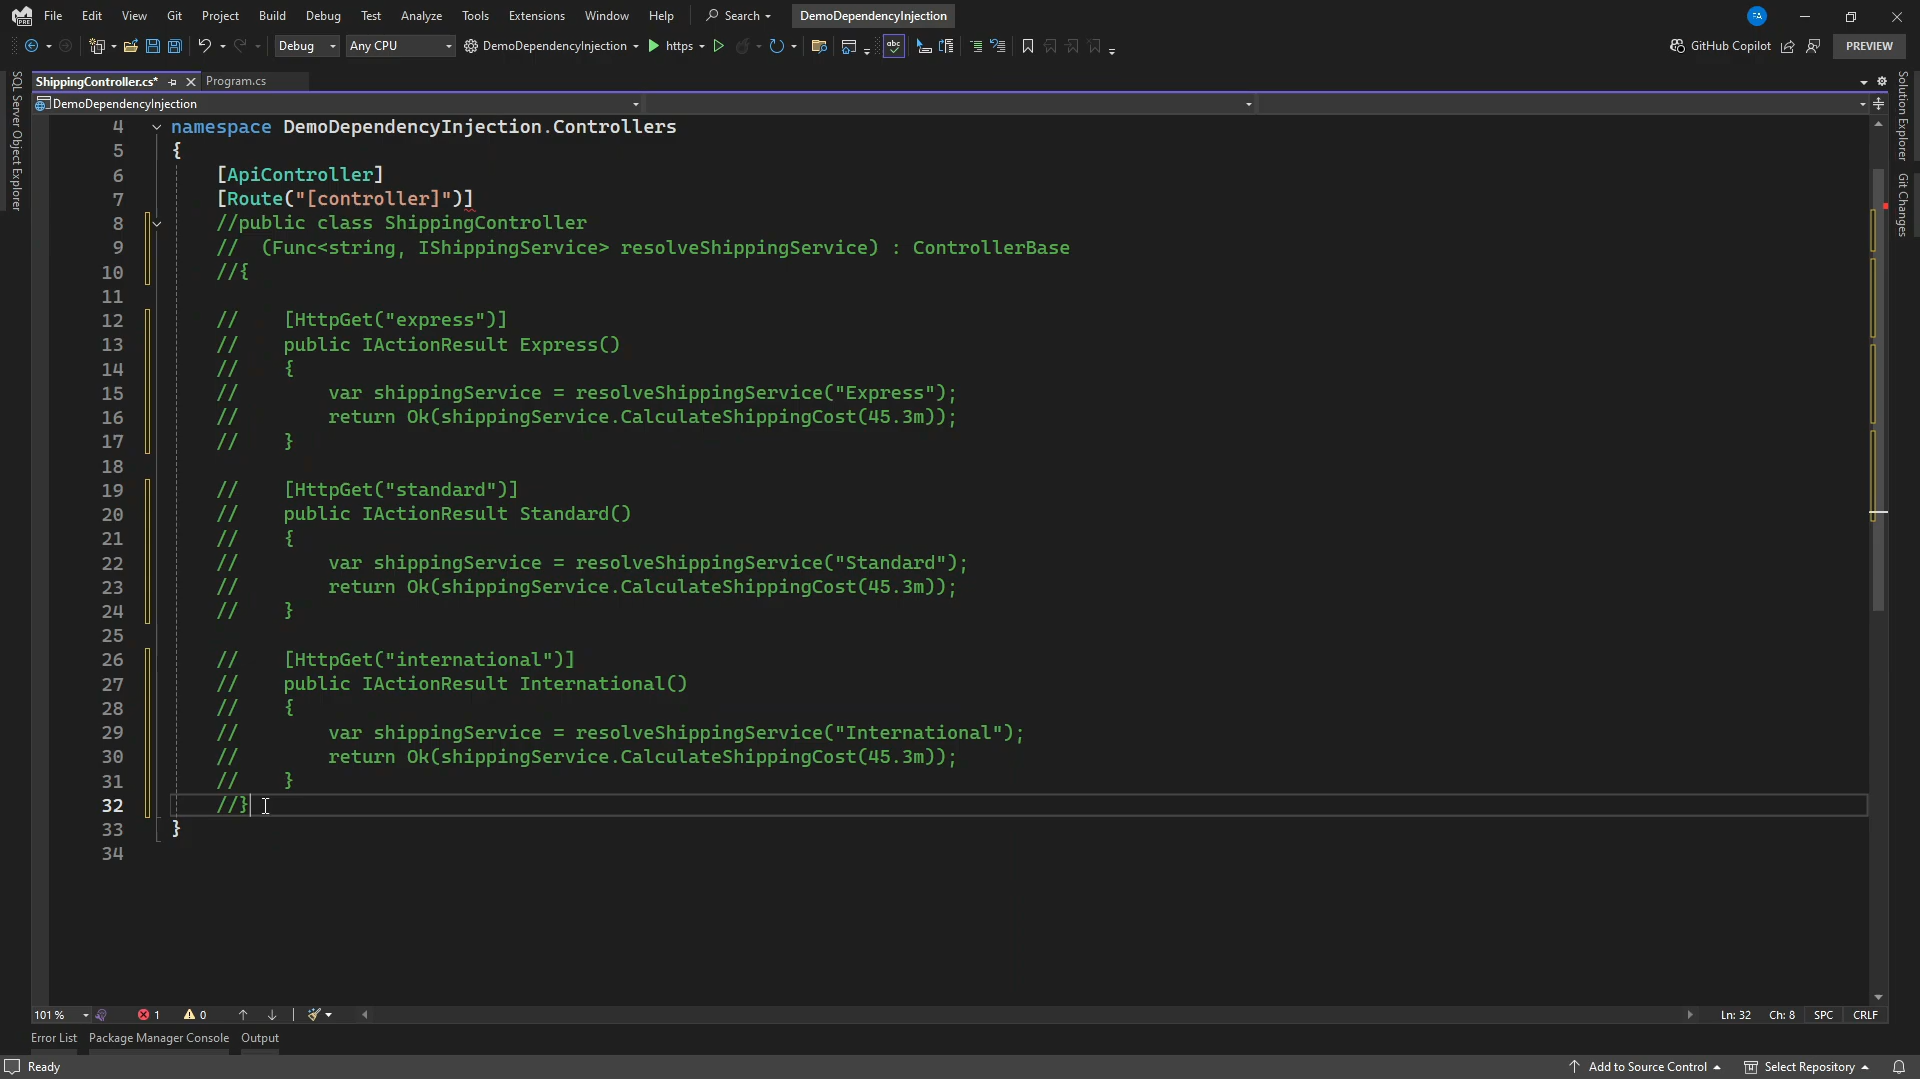 File Edit View Git Project Build Debug Test Analyze Tools Extensions Window Help Search DemoDependencyInjection
Debug Any CPU DemoDependencyInjection https GitHub Copilot PREVIEW
ShippingController.cs* Program.cs
DemoDependencyInjection
SQL Server Object Explorer
Solution Explorer
Git Changes
4 namespace DemoDependencyInjection.Controllers
5 {
6 [ApiController]
7 [Route("[controller]")]
8 //public class ShippingController
9 // (Func<string, IShippingService> resolveShippingService) : ControllerBase
10 //{
11
12 // [HttpGet("express")]
13 // public IActionResult Express()
14 // {
15 // var shippingService = resolveShippingService("Express");
16 // return Ok(shippingService.CalculateShippingCost(45.3m));
17 // }
18
19 // [HttpGet("standard")]
20 // public IActionResult Standard()
21 // {
22 // var shippingService = resolveShippingService("Standard");
23 // return Ok(shippingService.CalculateShippingCost(45.3m));
24 // }
25
26 // [HttpGet("international")]
27 // public IActionResult International()
28 // {
29 // var shippingService = resolveShippingService("International");
30 // return Ok(shippingService.CalculateShippingCost(45.3m));
31 // }
32 //}
33 }
34
101 % 1 0 Ln: 32 Ch: 8 SPC CRLF
Error List Package Manager Console Output
Ready Add to Source Control Select Repository